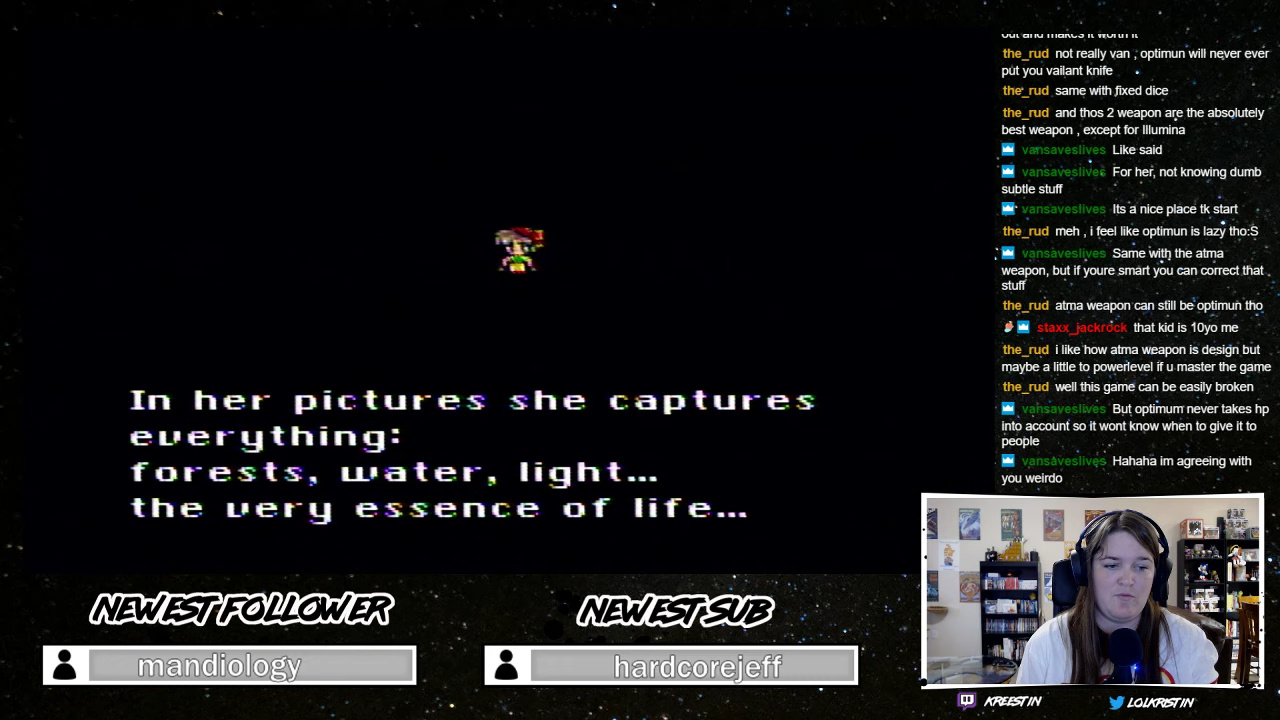 In her pictures she captures
everything:
forests, water, light...
the very essence of life...
out and makes it worth it
the_rud not really van , optimun will never ever
put you vailant knife
the_rud same with fixed dice
the_rud and thos 2 weapon are the absolutely
best weapon , except for Illumina
vansaveslives Like said
vansaveslives For her, not knowing dumb
subtle stuff
vansaveslives Its a nice place tk start
the_rud meh , i feel like optimun is lazy tho:S
vansaveslives Same with the atma
weapon, but if youre smart you can correct that
stuff
the_rud atma weapon can still be optimun tho
staxx_jackrock that kid is 10yo me
the_rud i like how atma weapon is design but
maybe a little to powerlevel if u master the game
the_rud well this game can be easily broken
vansaveslives But optimum never takes hp
into account so it wont know when to give it to
people
vansaveslives Hahaha im agreeing with
you weirdo
NEWEST FOLLOWER
mandiology
NEWEST SUB
hardcorejeff
KREESTIN
LOLKRISTIN